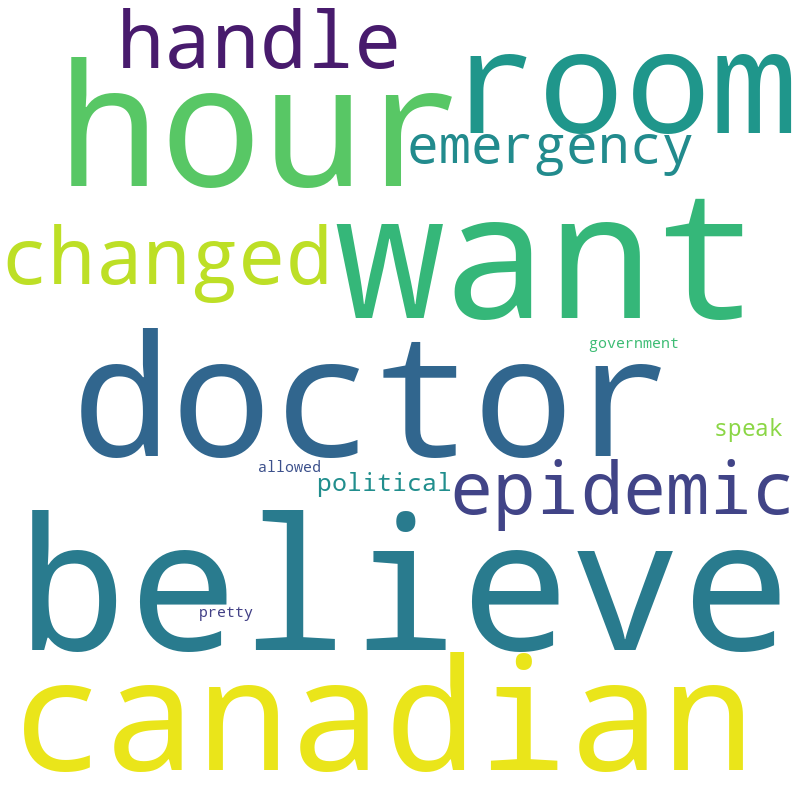 handle
room
hour
emergency
want
changed
doctor
government
speak
allowed
political
epidemic
believe
pretty
canadian